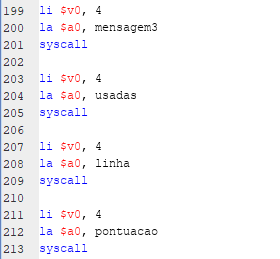 199 li $v0, 4
200 la $a0, mensagem3
201 syscall
202
203 li $v0, 4
204 la $a0, usadas
205 syscall
206
207 li $v0, 4
208 la $a0, linha
209 syscall
210
211 li $v0, 4
212 la $a0, pontuacao
213 syscall